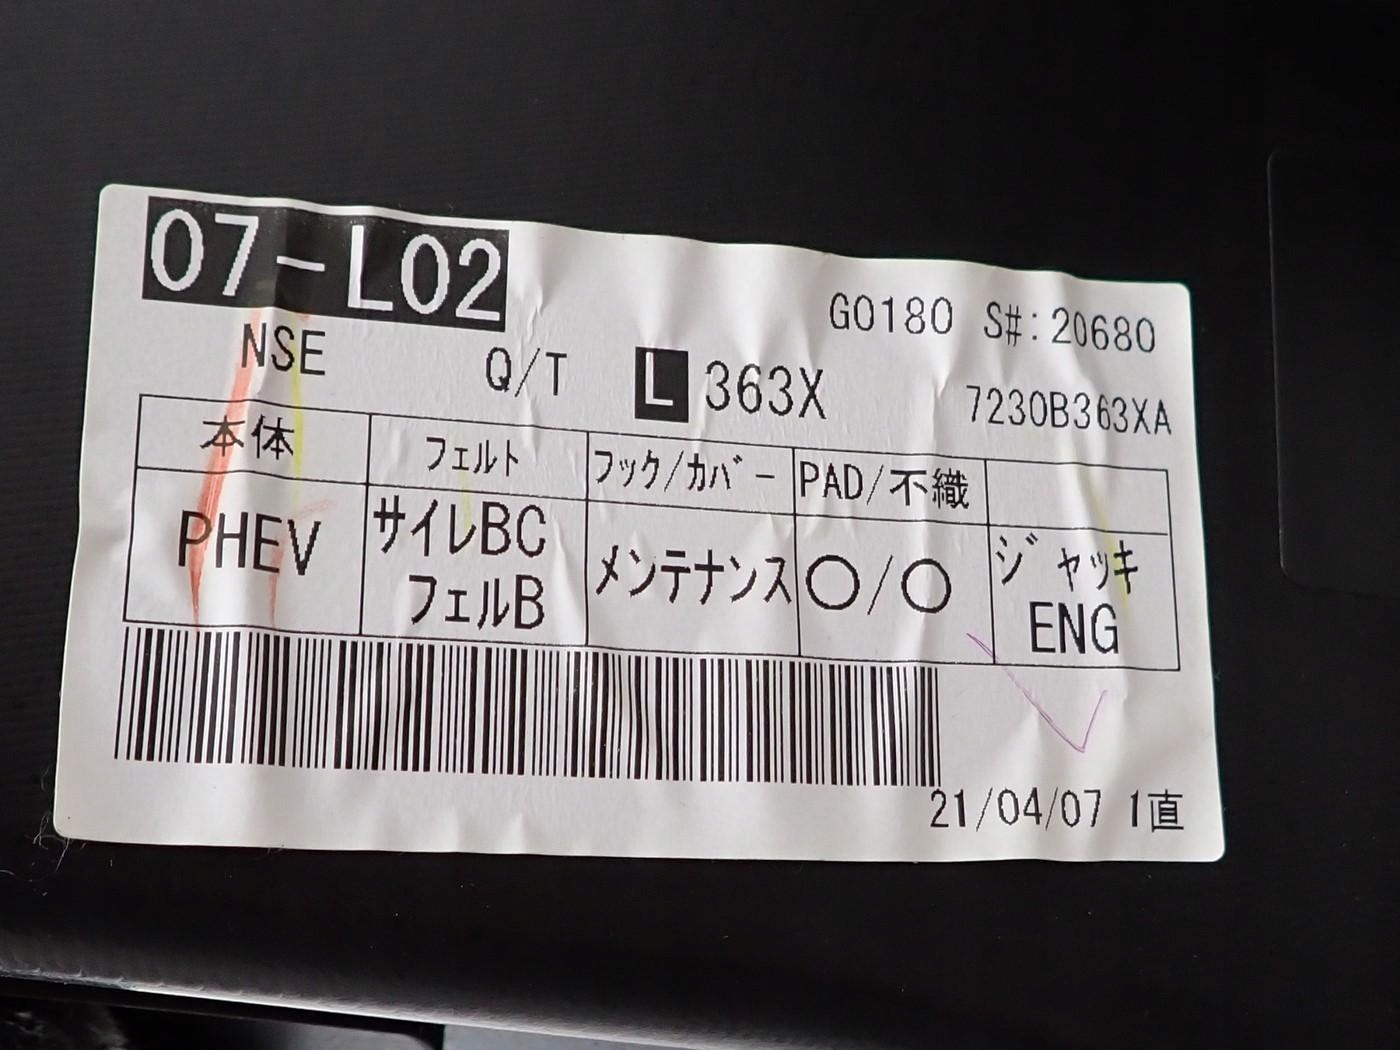 07-L02
G0180 S#:20680
NSE Q/T L 363X 7230B363XA
本体 フェルト フック/カバー PAD/不織
PHEV サイレBC メンテナンス ○/○ ジャッキ
フェルB ENG
21/04/07 1直